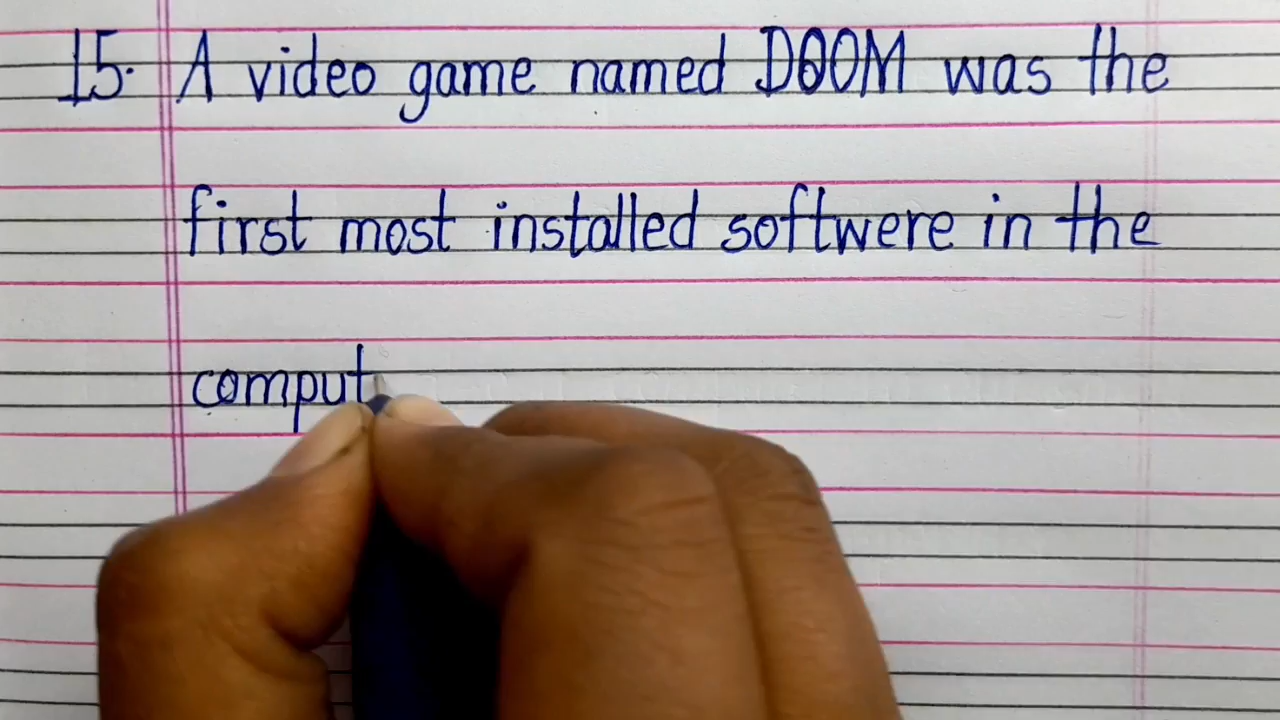 15. A video game named DOOM was the
first most installed softwere in the
comput